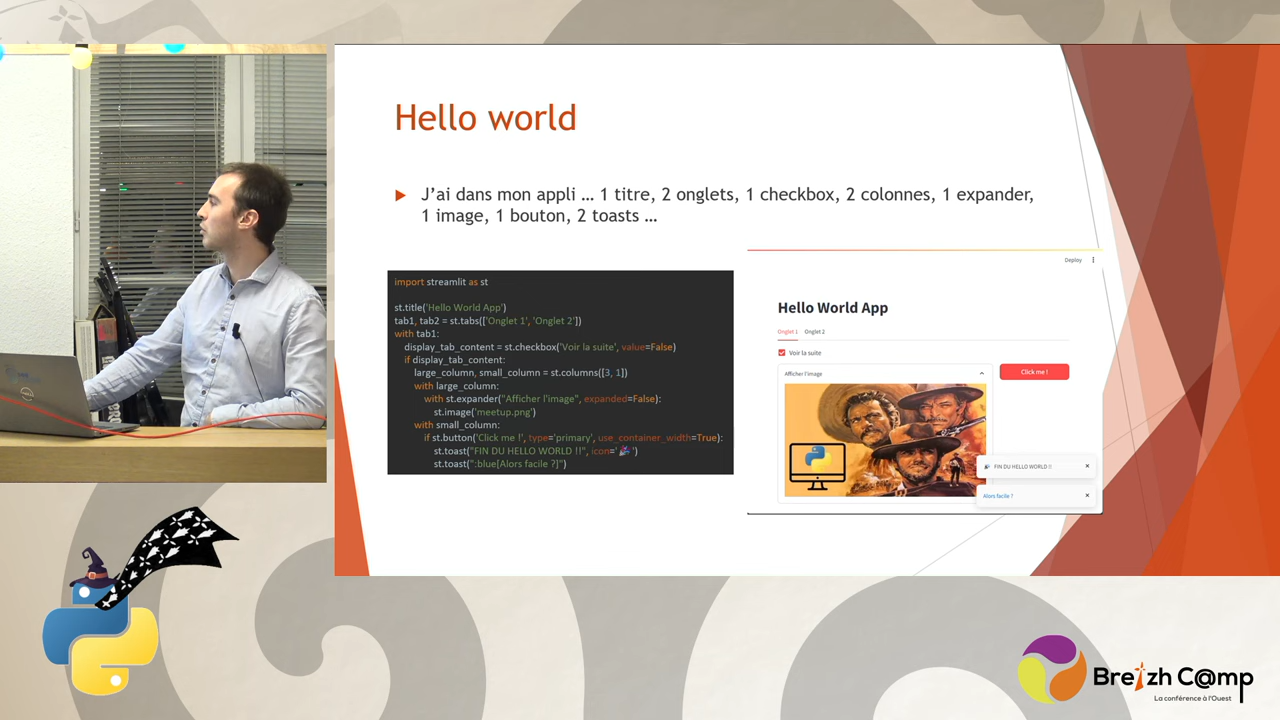 Hello world
J'ai dans mon appli … 1 titre, 2 onglets, 1 checkbox, 2 colonnes, 1 expander,
1 image, 1 bouton, 2 toasts …
import streamlit as st
st.title('Hello World App')
tab1, tab2 = st.tabs(['Onglet 1', 'Onglet 2'])
with tab1:
display_tab_content = st.checkbox('Voir la suite', value=False)
if display_tab_content:
large_column, small_column = st.columns([3, 1])
with large_column:
with st.expander("Afficher l'image", expanded=False):
st.image('meetup.png')
with small_column:
if st.button('Click me !', type='primary', use_container_width=True):
st.toast("FIN DU HELLO WORLD !!", icon='🎉')
st.toast(":blue[Alors facile ?]")
Deploy
Hello World App
Onglet 1 Onglet 2
Voir la suite
Afficher l'image
Click me !
FIN DU HELLO WORLD !!
Alors facile ?
Breizh C@mp
La conférence à l'Ouest